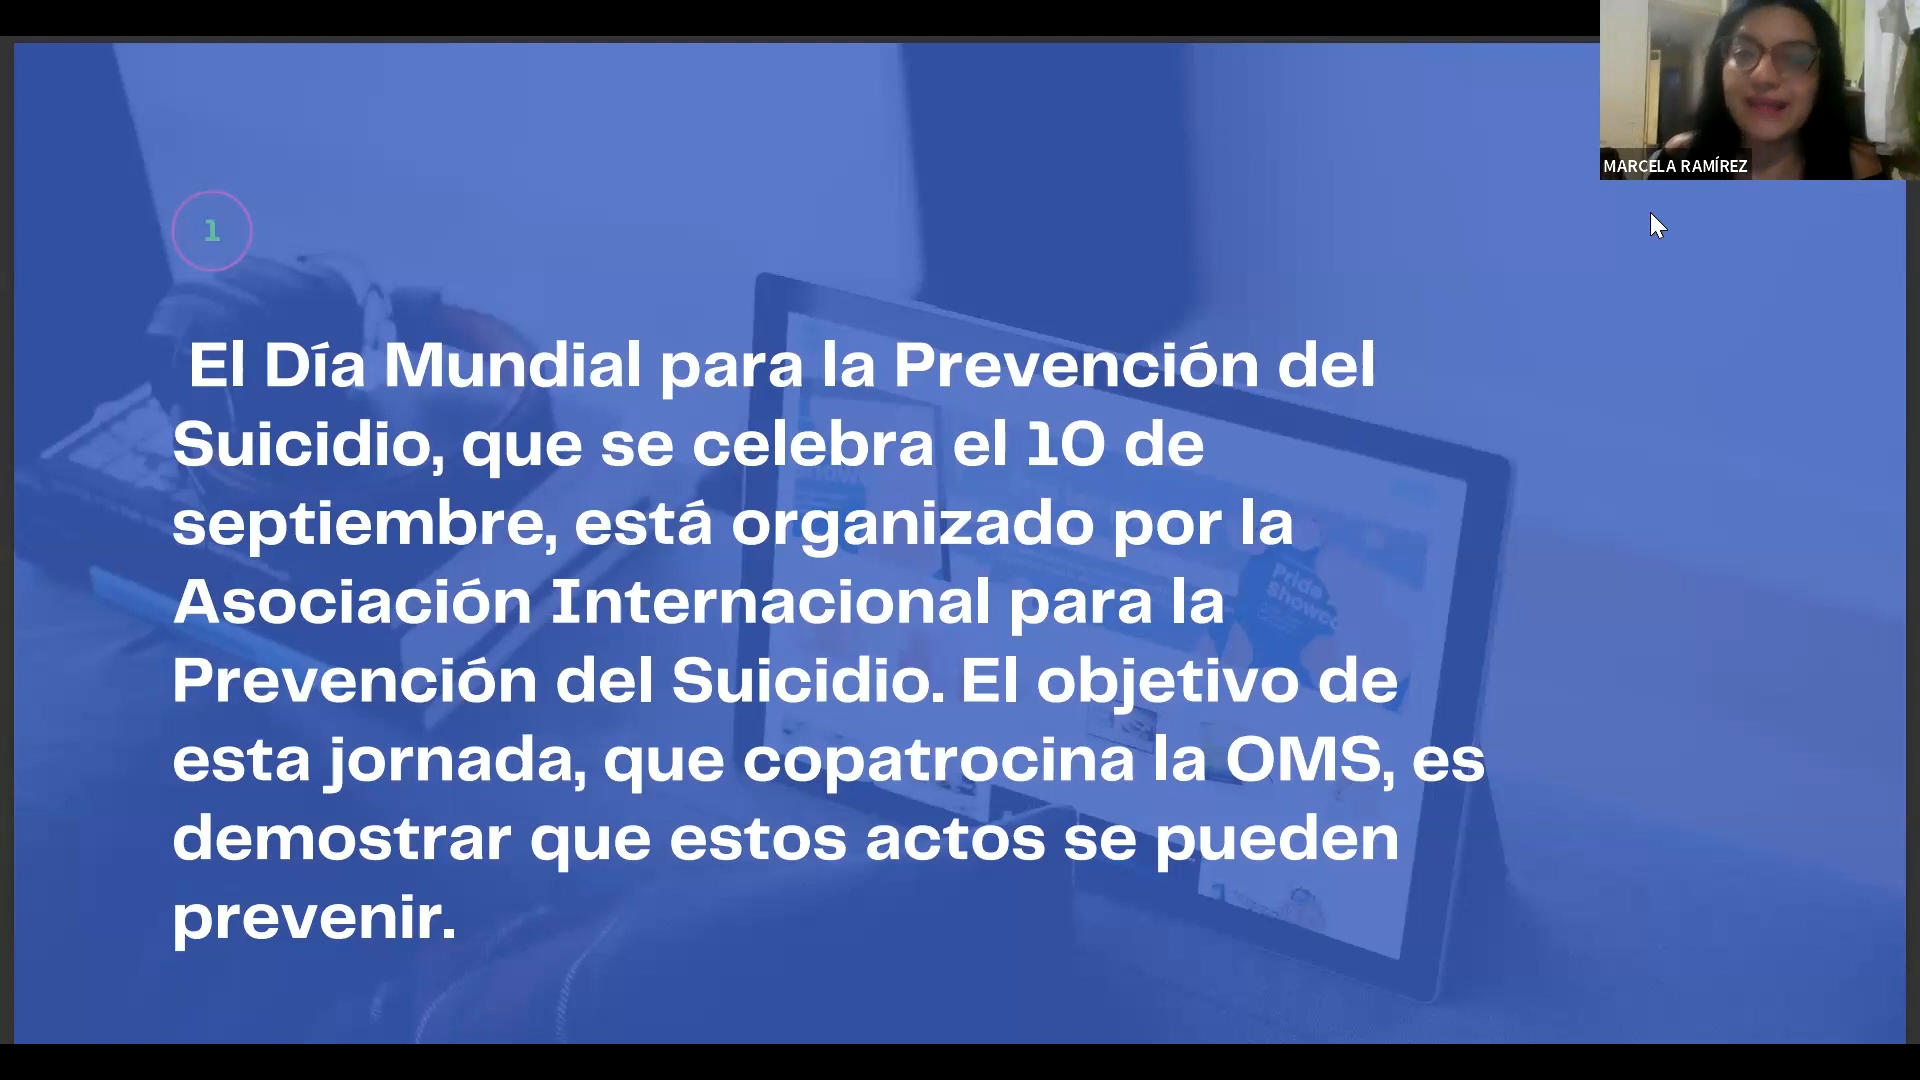 MARCELA RAMÍREZ
1
El Día Mundial para la Prevención del
Suicidio, que se celebra el 10 de
septiembre, está organizado por la
Asociación Internacional para la
Prevención del Suicidio. El objetivo de
esta jornada, que copatrocina la OMS, es
demostrar que estos actos se pueden
prevenir.
Pride